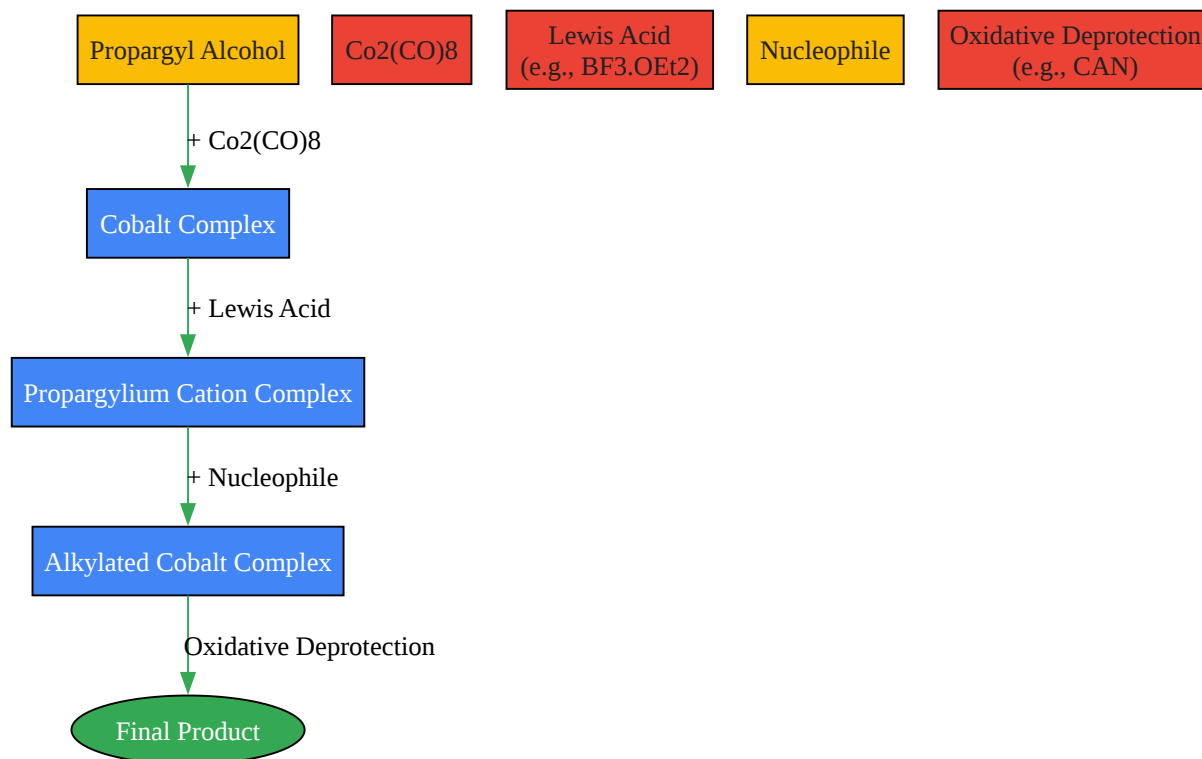 Propargyl Alcohol
Co2(CO)8
Lewis Acid
(e.g., BF3.OEt2)
Nucleophile
Oxidative Deprotection
(e.g., CAN)
+ Co2(CO)8
Cobalt Complex
+ Lewis Acid
Propargylium Cation Complex
+ Nucleophile
Alkylated Cobalt Complex
Oxidative Deprotection
Final Product